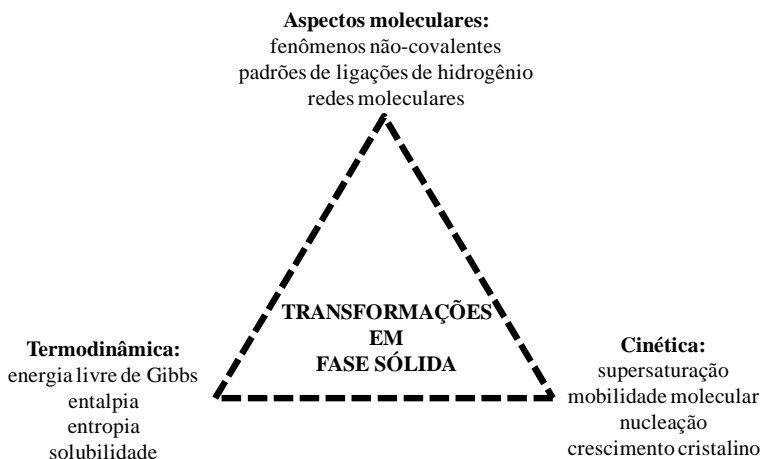 Aspectos moleculares:
fenômenos não-covalentes
padrões de ligações de hidrogênio
redes moleculares
TRANSFORMAÇÕES
EM
FASE SÓLIDA
Termodinâmica:
energia livre de Gibbs
entalpia
entropia
solubilidade
Cinética:
supersaturação
mobilidade molecular
nucleação
crescimento cristalino